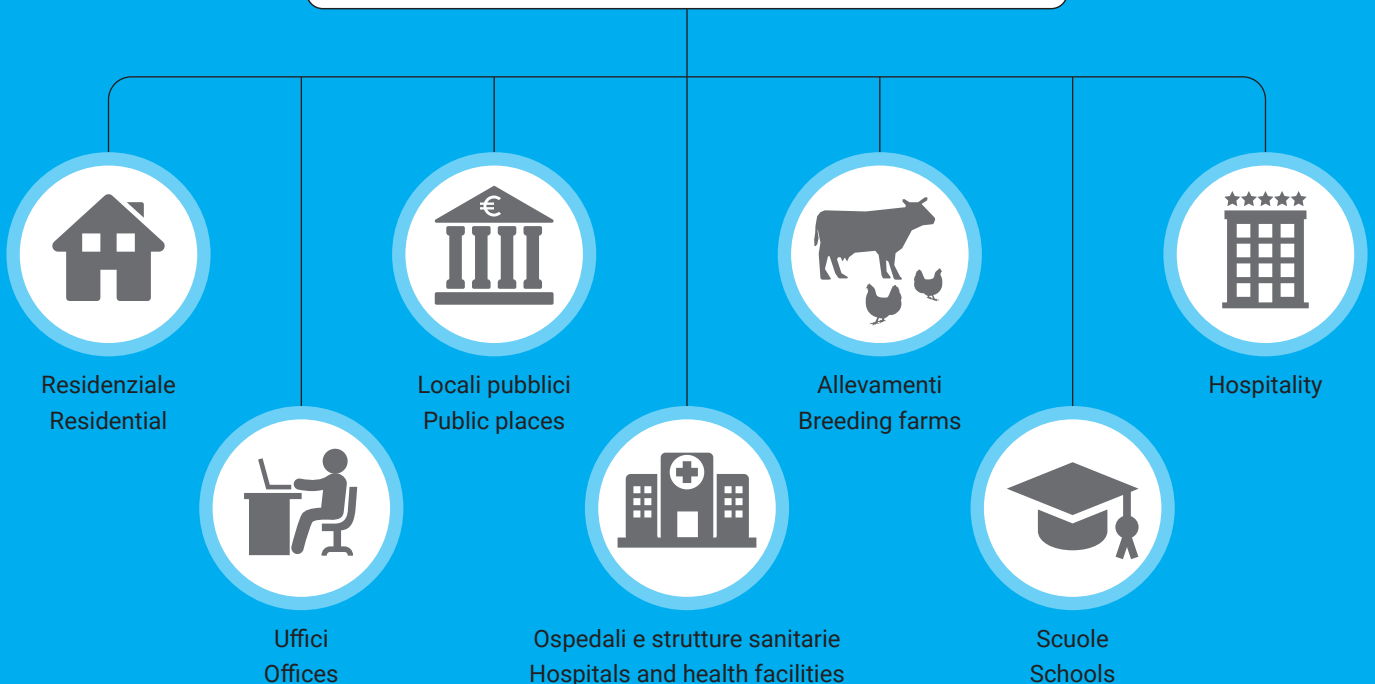 €
Residenziale
Residential
Locali pubblici
Public places
Allevamenti
Breeding farms
Hospitality
Uffici
Offices
Ospedali e strutture sanitarie
Hospitals and health facilities
Scuole
Schools